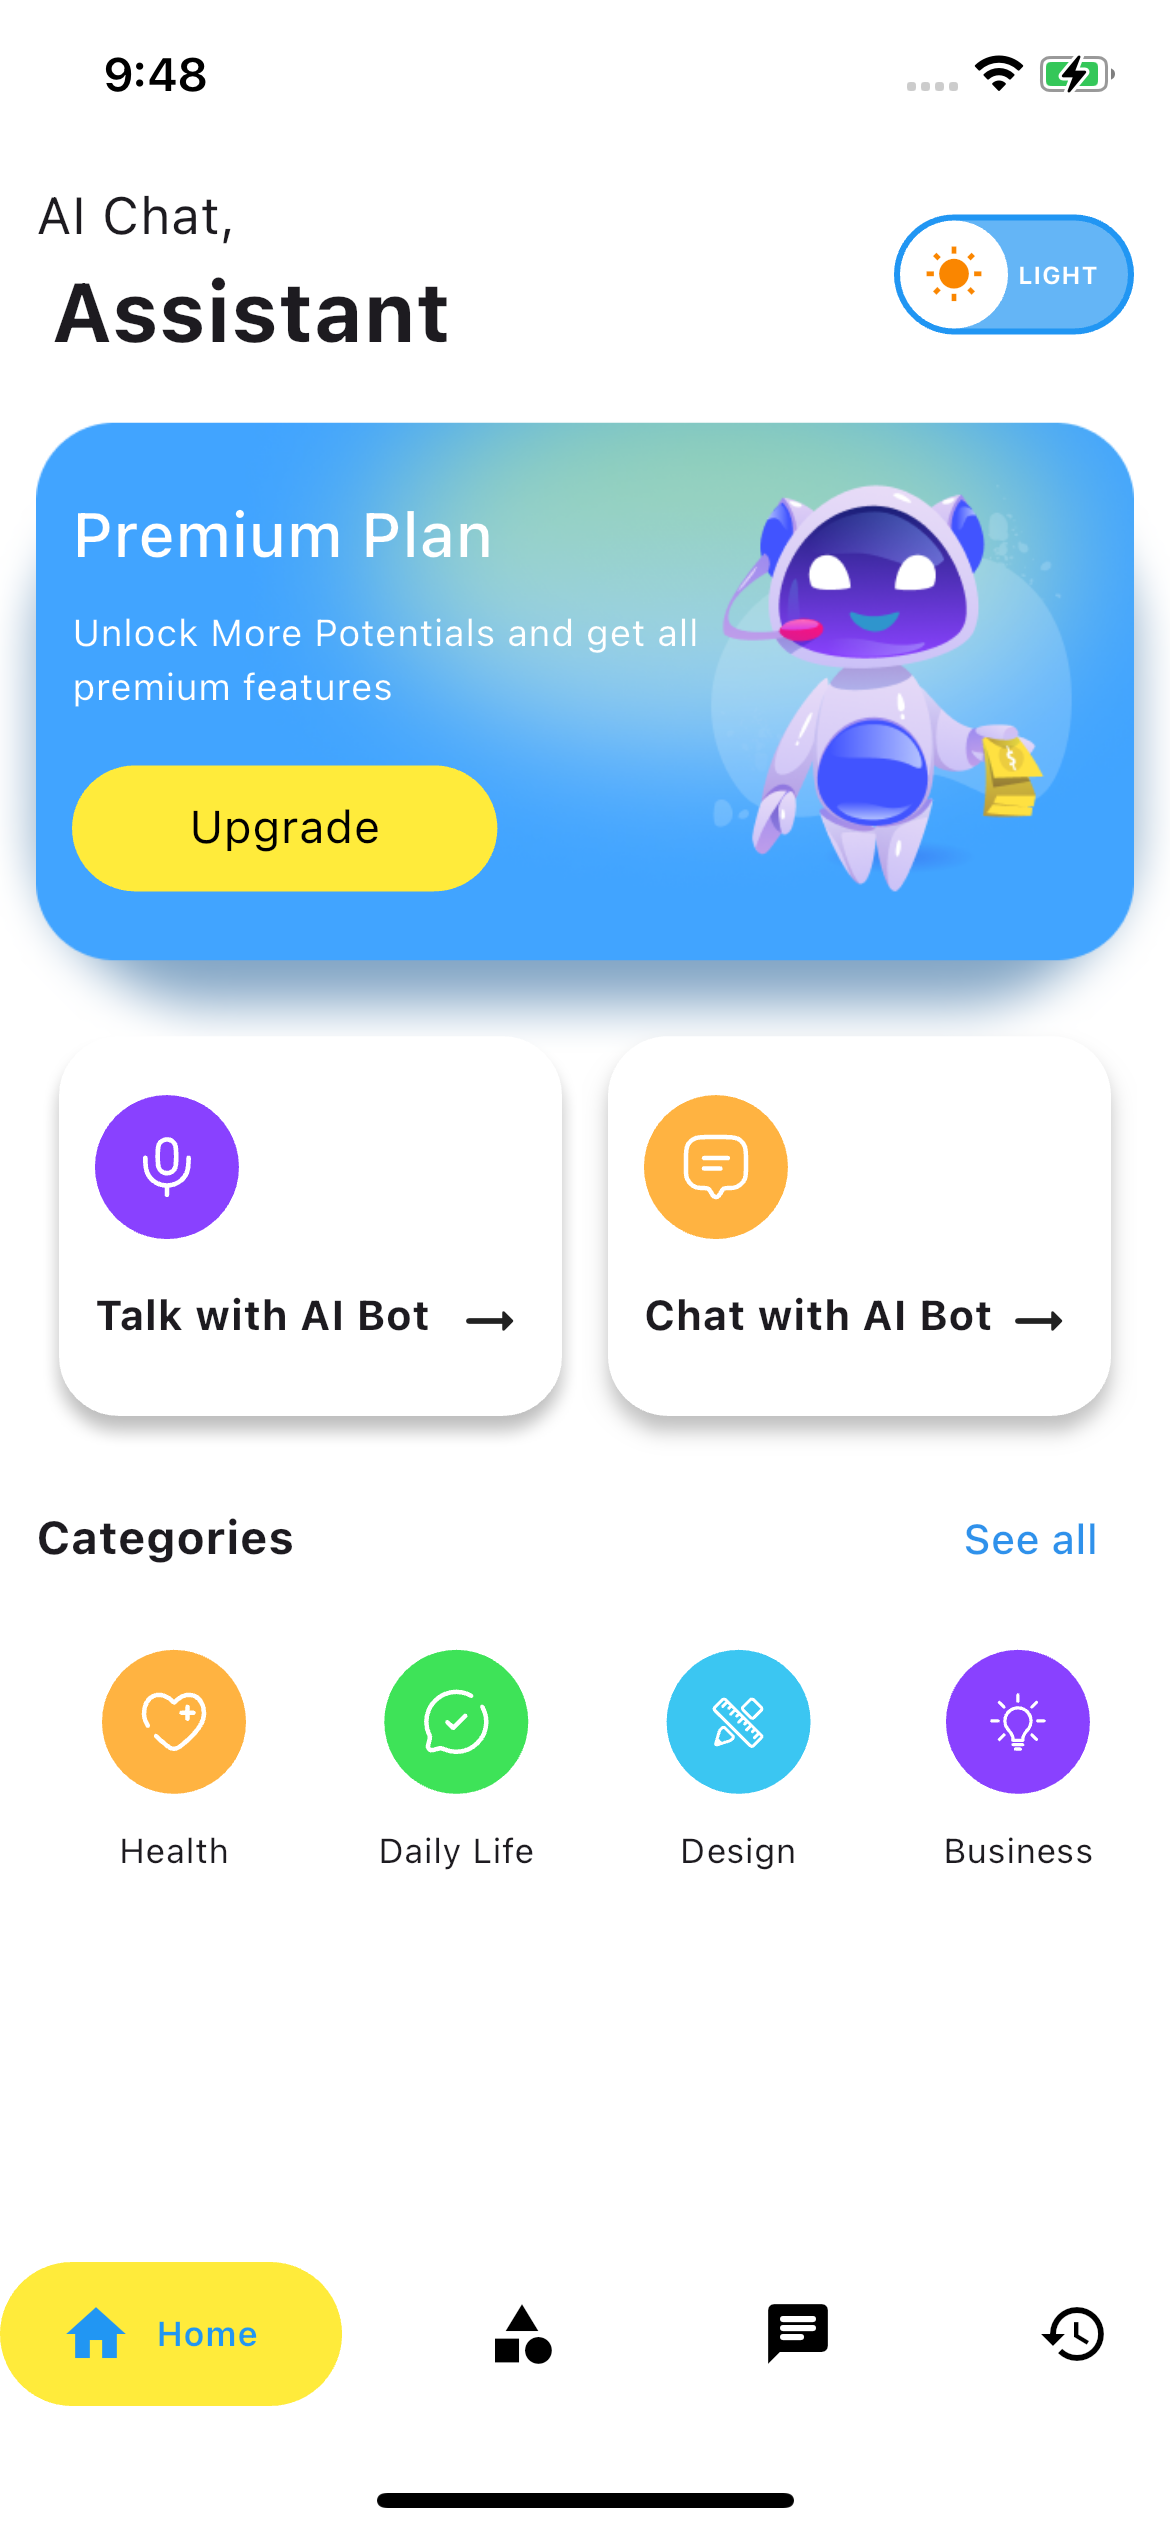 9:48
AI Chat,
Assistant
LIGHT
Premium Plan
Unlock More Potentials and get all
premium features
Upgrade
Talk with AI Bot
Chat with AI Bot
Categories
See all
Health
Daily Life
Design
Business
Home